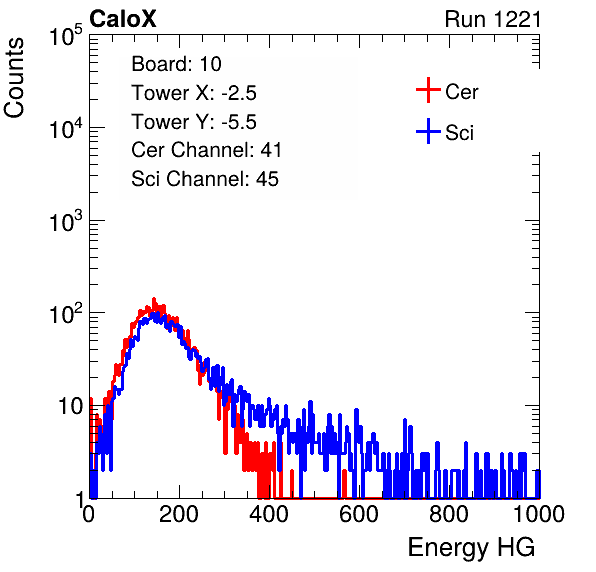 CaloX Run 1221
Counts
Board: 10
Tower X: -2.5
Tower Y: -5.5
Cer Channel: 41
Sci Channel: 45
Cer
Sci
10^5
10^4
10^3
10^2
10
1
0 200 400 600 800 1000
Energy HG